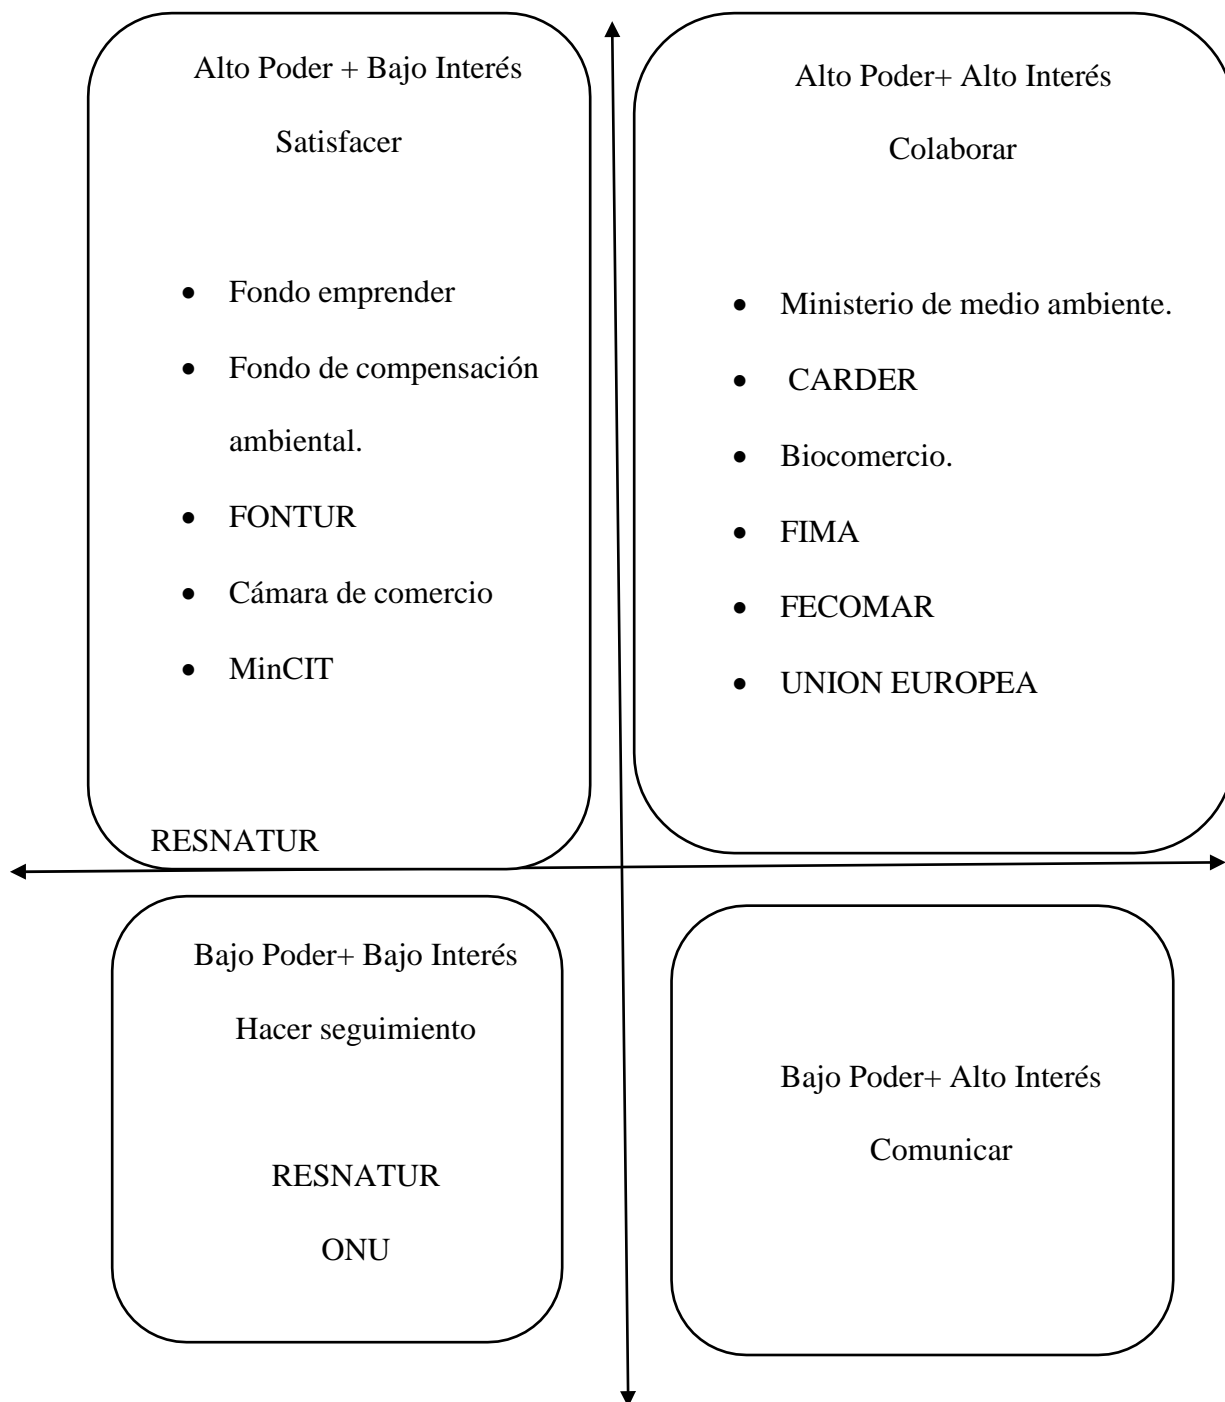 Alto Poder + Bajo Interés
Satisfacer
• Fondo emprender
• Fondo de compensación
ambiental.
• FONTUR
• Cámara de comercio
• MinCIT
RESNATUR
Alto Poder+ Alto Interés
Colaborar
• Ministerio de medio ambiente.
• CARDER
• Biocomercio.
• FIMA
• FECOMAR
• UNION EUROPEA
Bajo Poder+ Bajo Interés
Hacer seguimiento
RESNATUR
ONU
Bajo Poder+ Alto Interés
Comunicar